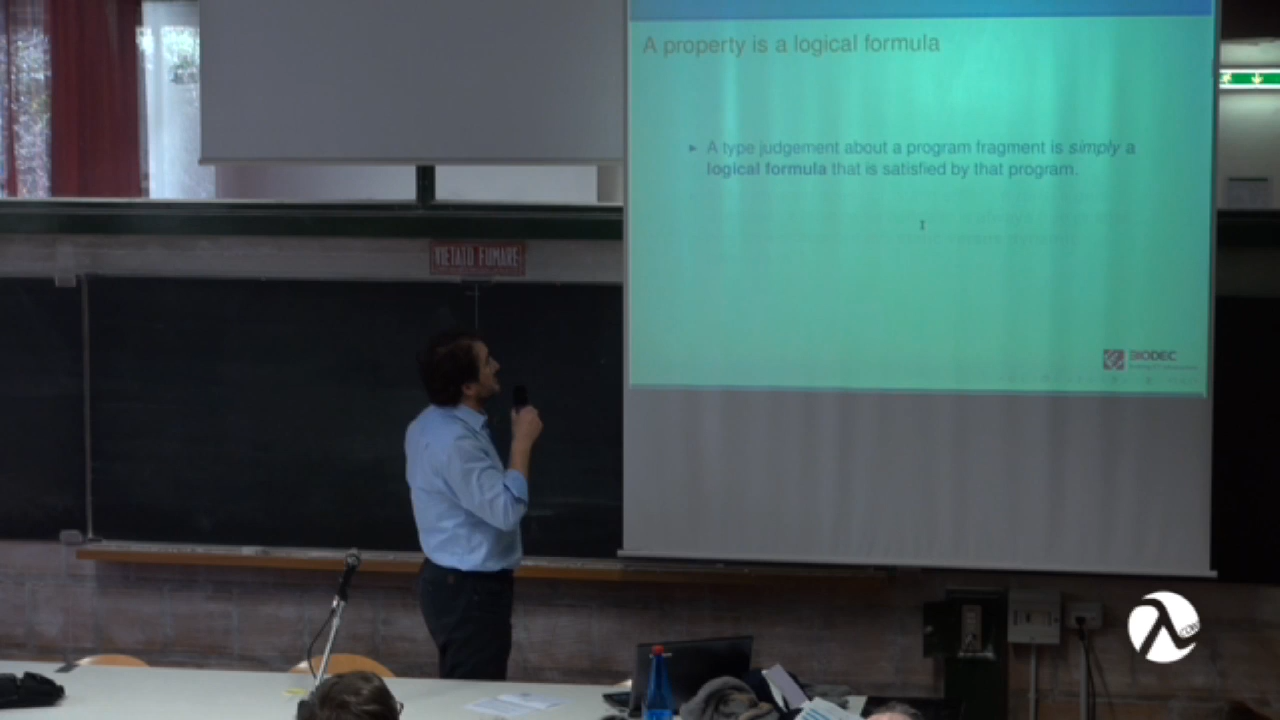 A property is a logical formula
► A type judgement about a program fragment is simply a
logical formula that is satisfied by that program.
VIETATO FUMARE
BIODEC
λ
CON